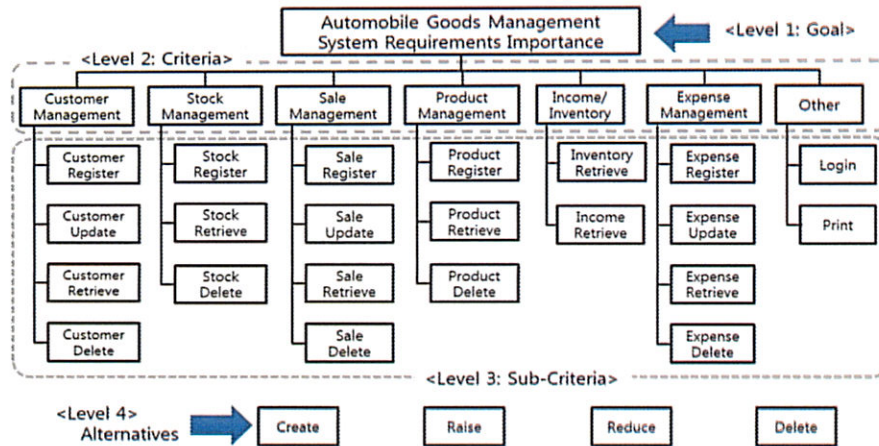 Automobile Goods Management
System Requirements Importance
<Level 1: Goal>
<Level 2: Criteria>
Customer
Management
Stock
Management
Sale
Management
Product
Management
Income/
Inventory
Expense
Management
Other
Customer
Register
Customer
Update
Customer
Retrieve
Customer
Delete
Stock
Register
Stock
Retrieve
Stock
Delete
Sale
Register
Sale
Update
Sale
Retrieve
Sale
Delete
Product
Register
Product
Retrieve
Product
Delete
Inventory
Retrieve
Income
Retrieve
Expense
Register
Expense
Update
Expense
Retrieve
Expense
Delete
Login
Print
<Level 3: Sub-Criteria>
<Level 4>
Alternatives
Create
Raise
Reduce
Delete